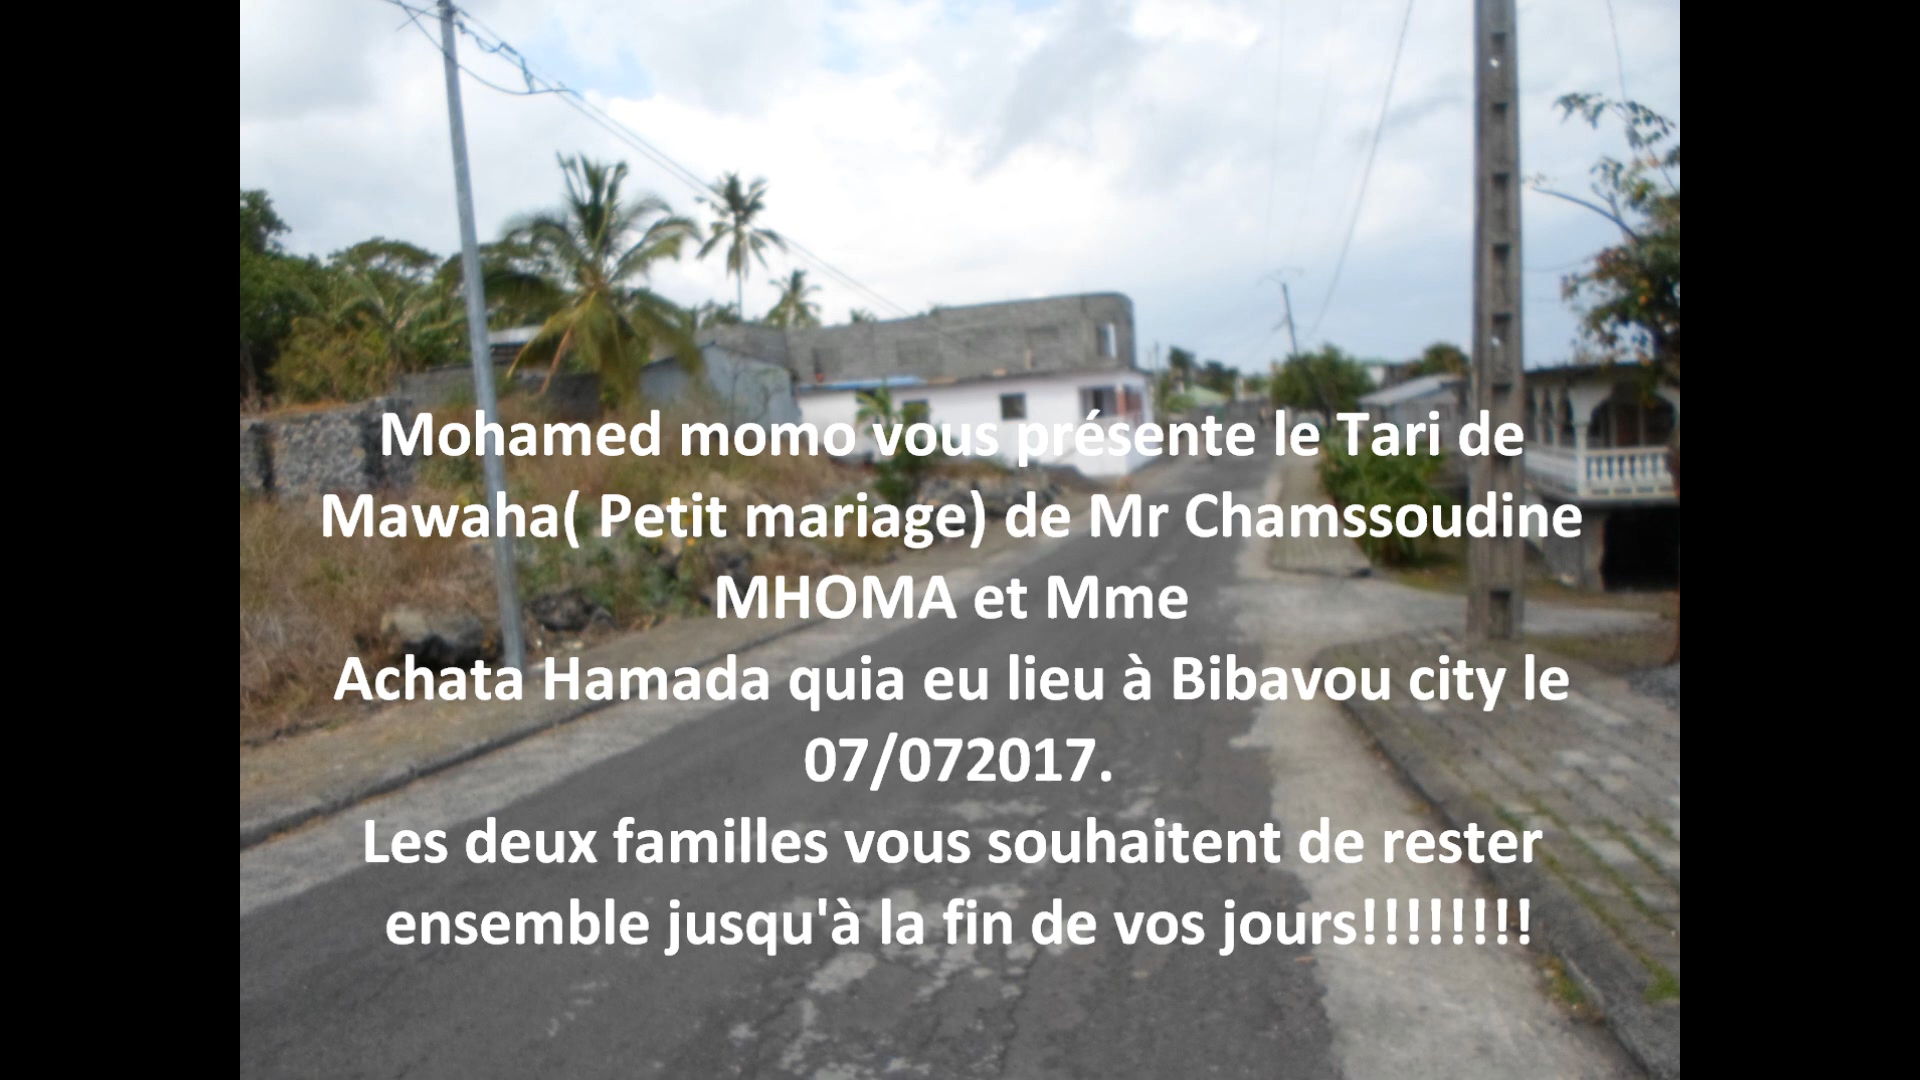 Mohamed momo vous présente le Tari de
Mawaha( Petit mariage) de Mr Chamssoudine
MHOMA et Mme
Achata Hamada quia eu lieu à Bibavou city le
07/072017.
Les deux familles vous souhaitent de rester
ensemble jusqu'à la fin de vos jours!!!!!!!!